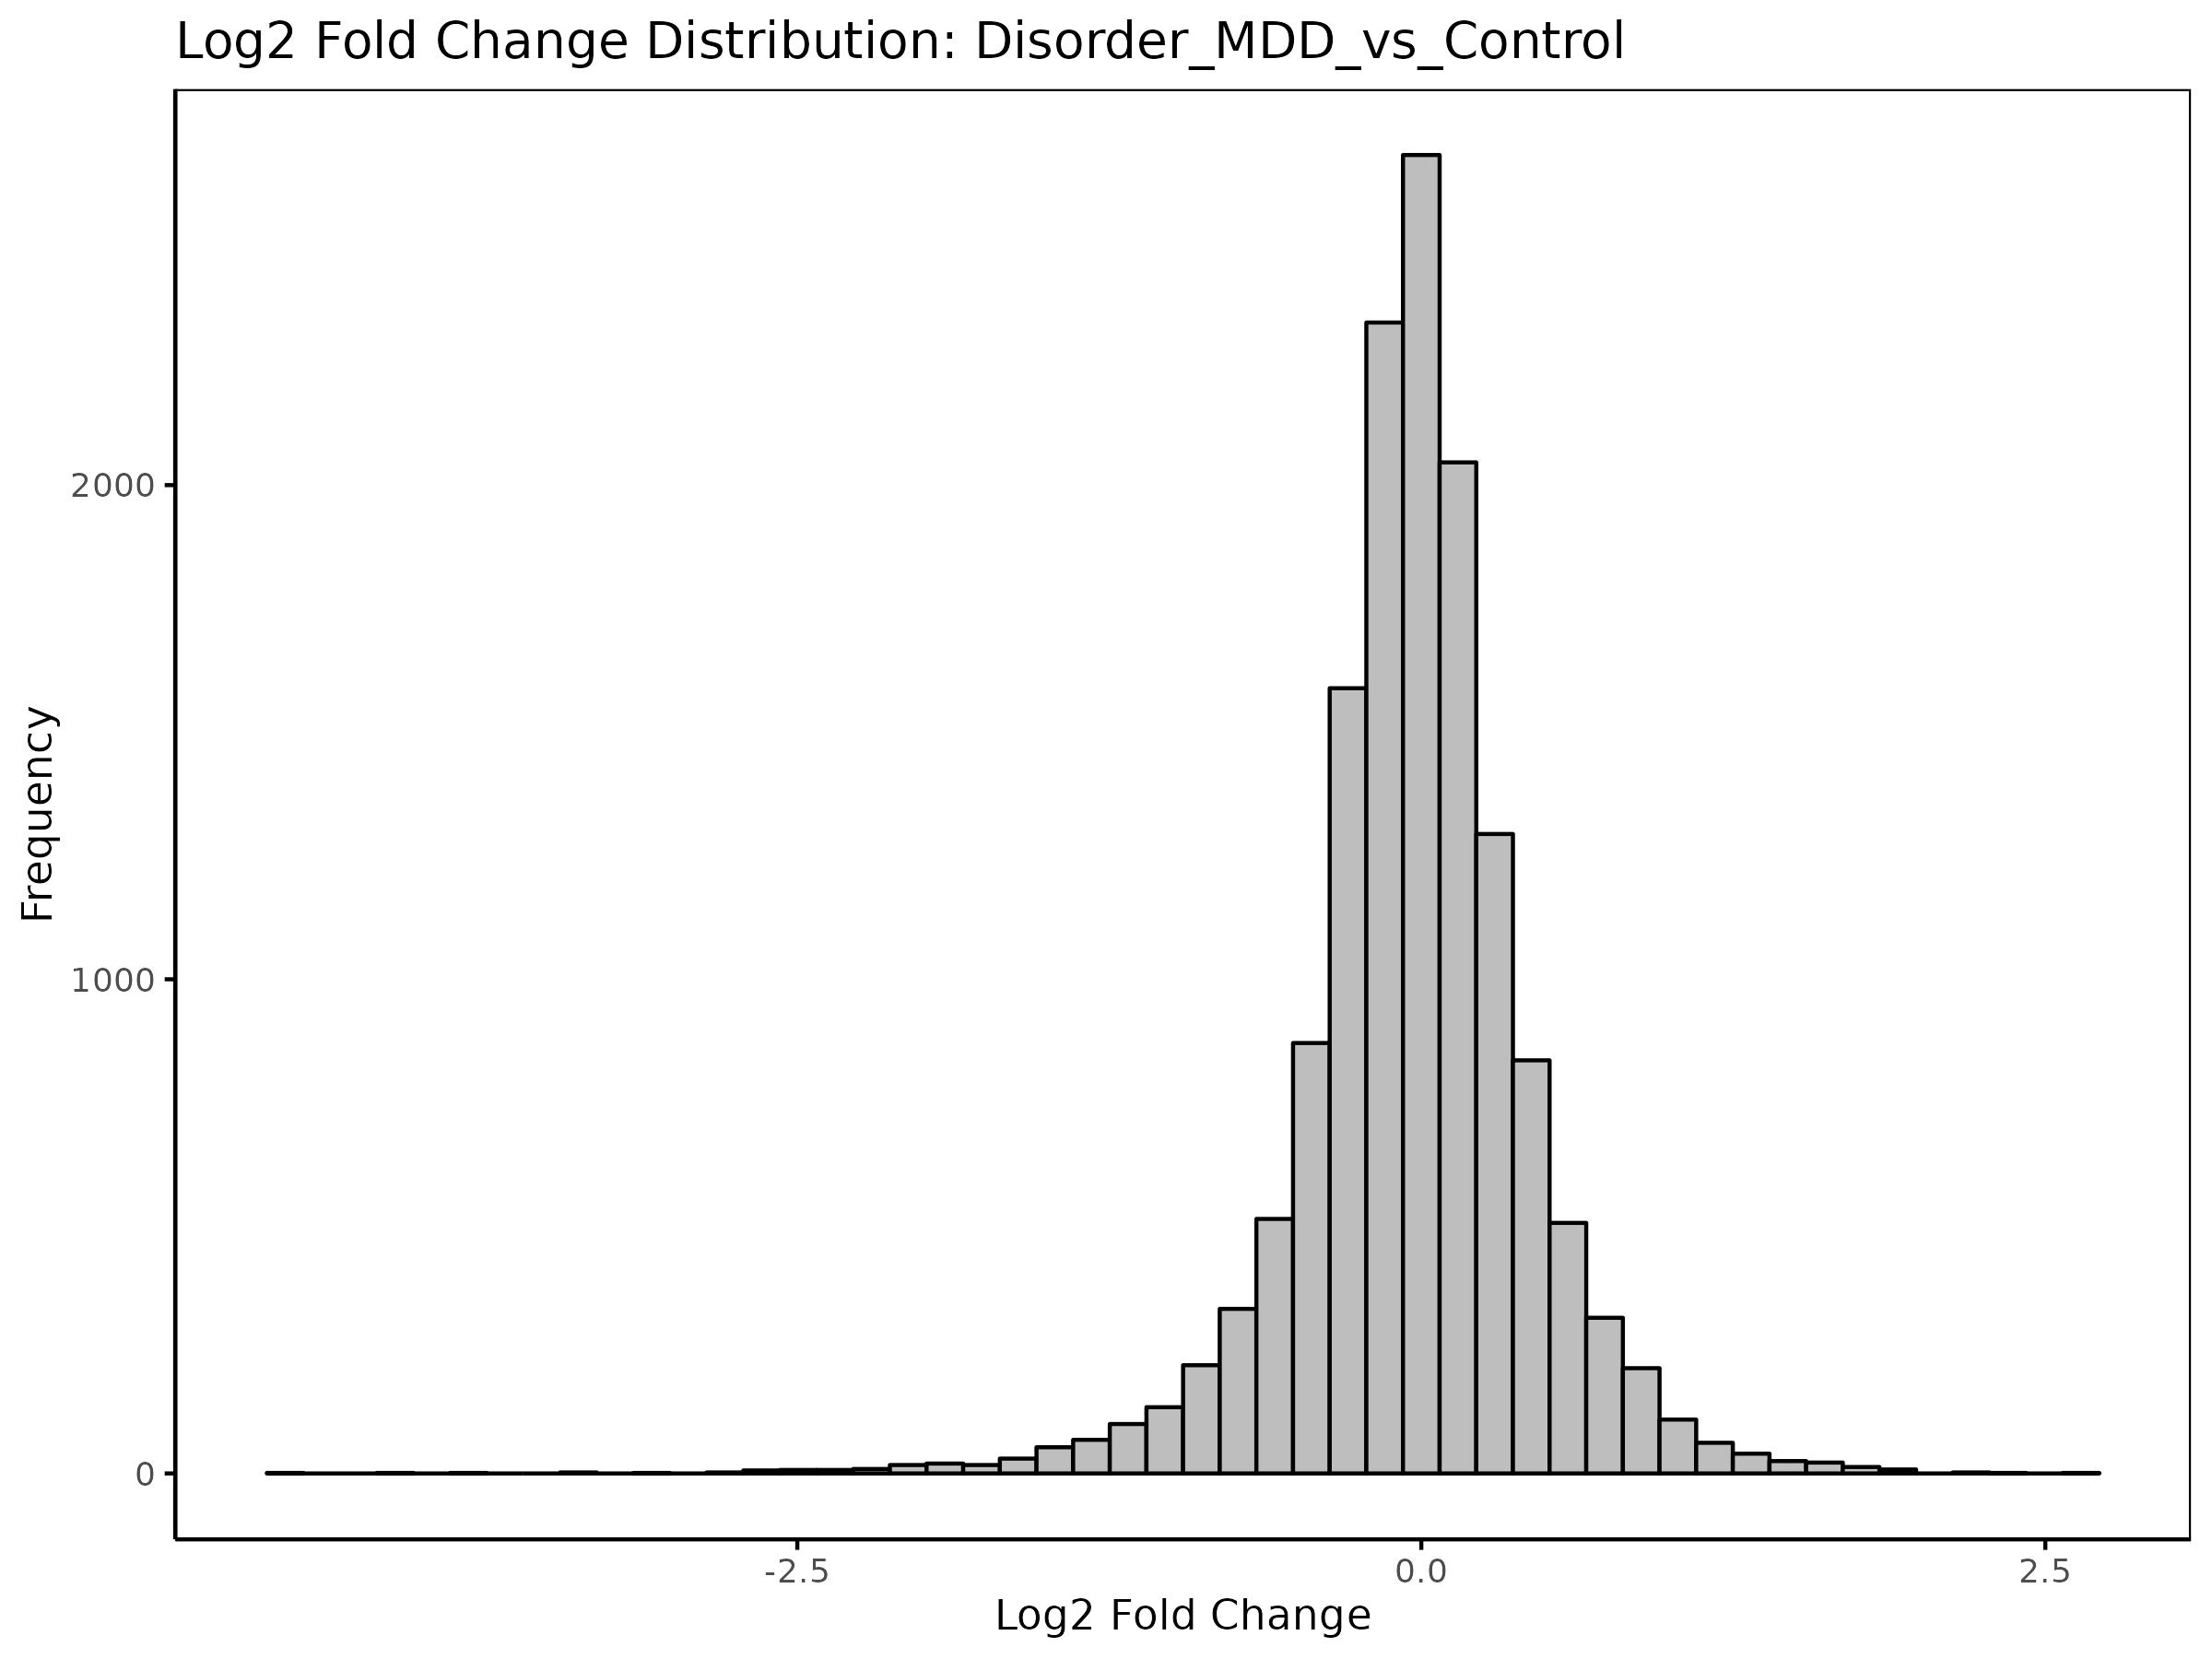 Log2 Fold Change Distribution: Disorder_MDD_vs_Control
Frequency
2000
1000
0
-2.5
0.0
2.5
Log2 Fold Change